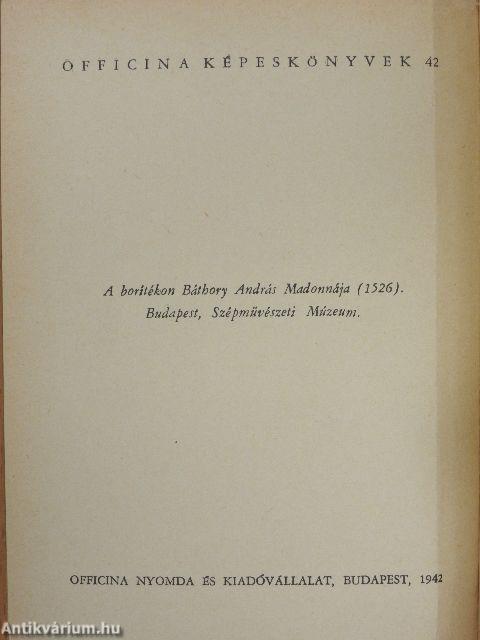 OFFICINA KÉPESKÖNYVEK 42
A borítékon Báthory András Madonnája (1526).
Budapest, Szépművészeti Múzeum.
OFFICINA NYOMDA ÉS KIADÓVÁLLALAT, BUDAPEST, 1942
Antikvárium.hu